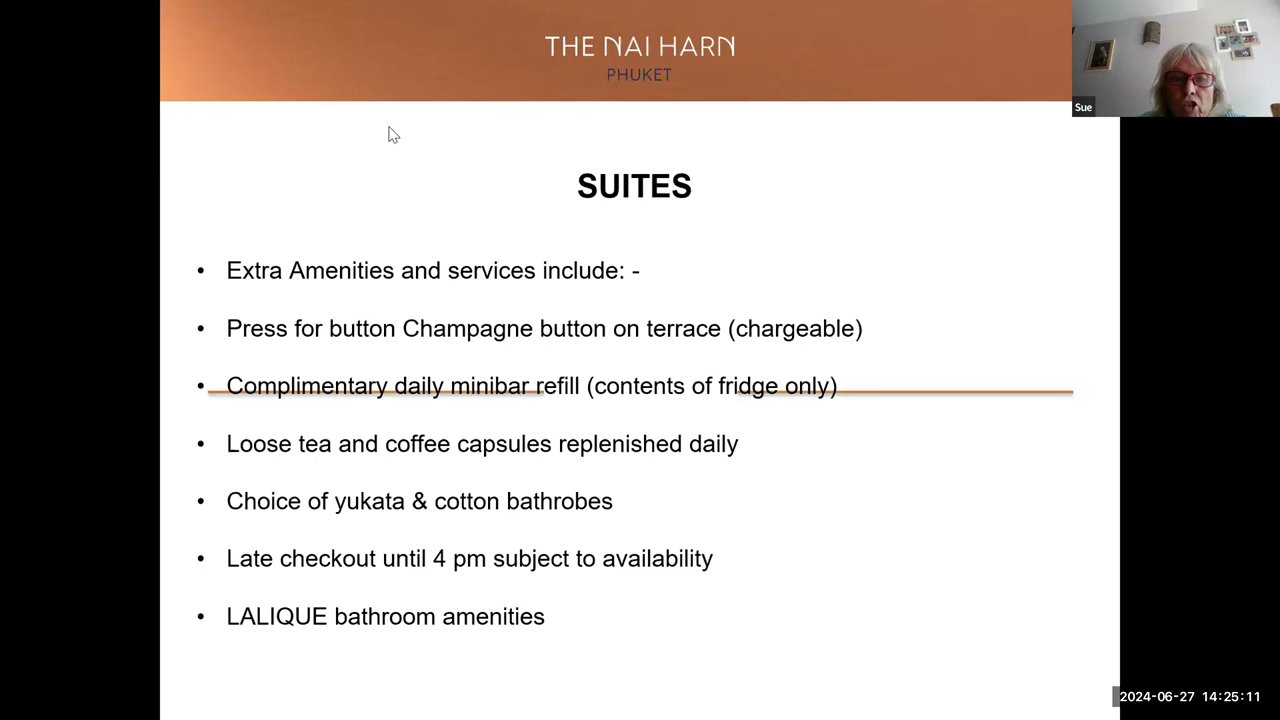 THE NAI HARN
PHUKET
Sue
SUITES
• Extra Amenities and services include: -
• Press for button Champagne button on terrace (chargeable)
• Complimentary daily minibar refill (contents of fridge only)
• Loose tea and coffee capsules replenished daily
• Choice of yukata & cotton bathrobes
• Late checkout until 4 pm subject to availability
• LALIQUE bathroom amenities
2024-06-27 14:25:11